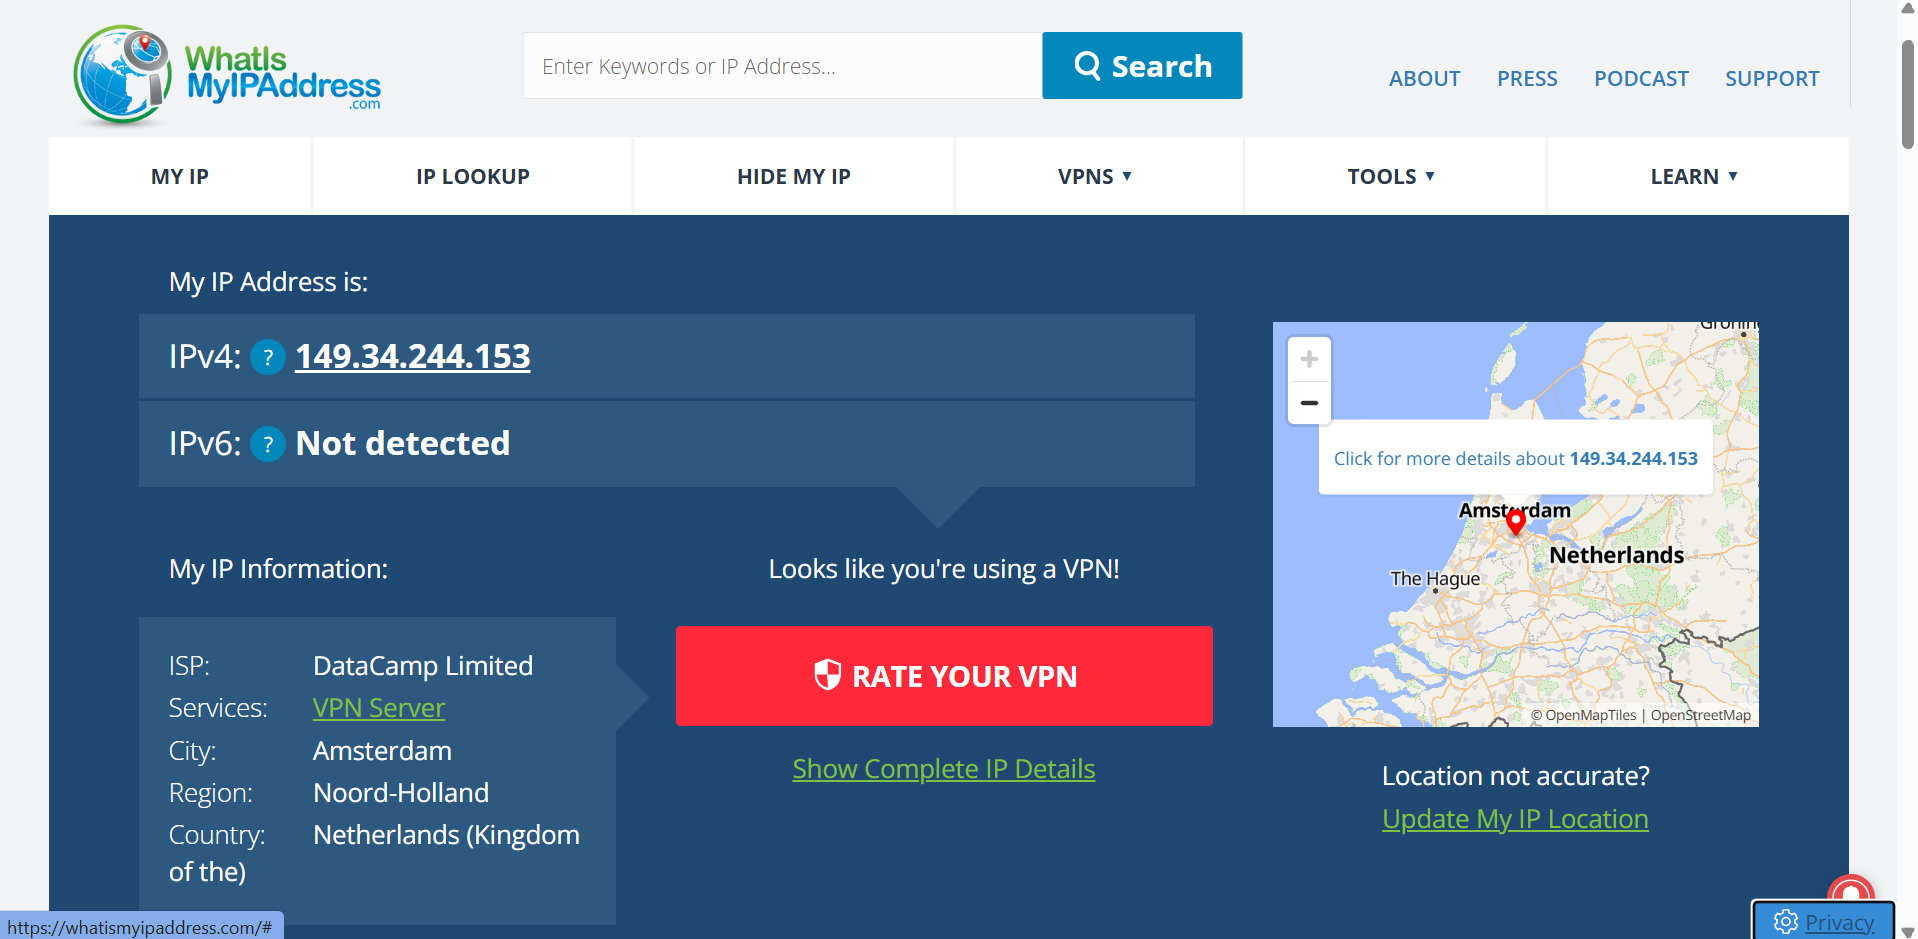 WhatIs
MyIPAddress
.com
Enter Keywords or IP Address...
Search
ABOUT
PRESS
PODCAST
SUPPORT
MY IP
IP LOOKUP
HIDE MY IP
VPNS ▼
TOOLS ▼
LEARN ▼
My IP Address is:
IPv4: ? 149.34.244.153
IPv6: ? Not detected
My IP Information:
ISP: DataCamp Limited
Services: VPN Server
City: Amsterdam
Region: Noord-Holland
Country: Netherlands (Kingdom
of the)
Looks like you're using a VPN!
RATE YOUR VPN
Show Complete IP Details
+
−
Click for more details about 149.34.244.153
Amsterdam
Netherlands
The Hague
© OpenMapTiles | OpenStreetMap
Location not accurate?
Update My IP Location
https://whatismyipaddress.com/#
Privacy